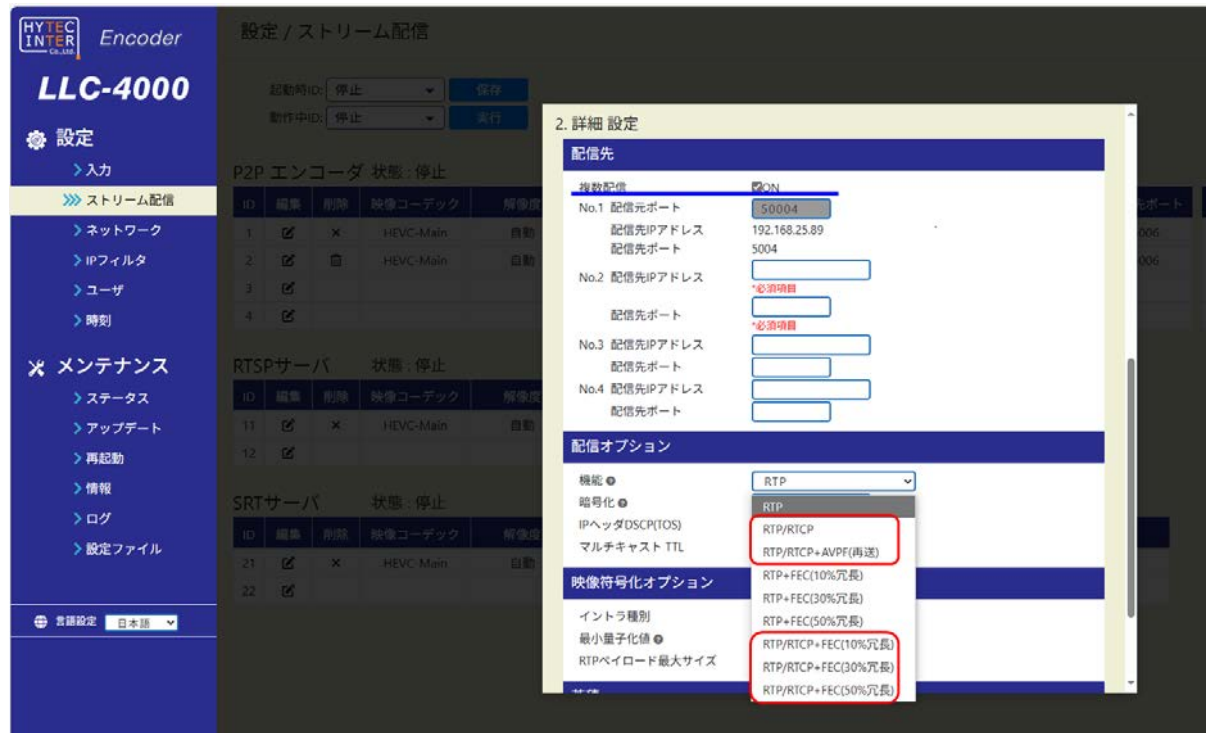 HYTEC INTER Co.,Ltd. Encoder
LLC-4000
設定
入力
ストリーム配信
ネットワーク
IPフィルタ
ユーザ
時刻
メンテナンス
ステータス
アップデート
再起動
情報
ログ
設定ファイル
言語設定 日本語
設定 / ストリーム配信
起動時ID: 停止 保存
動作中ID: 停止 実行
P2P エンコーダ 状態 : 停止
ID 編集 削除 映像コーデック 解像度
1 HEVC-Main 自動
2 HEVC-Main 自動
3
4
RTSPサーバ 状態 : 停止
ID 編集 削除 映像コーデック 解像度
11 HEVC-Main 自動
12
SRTサーバ 状態 : 停止
ID 編集 削除 映像コーデック 解像度
21 HEVC-Main 自動
22
先ポート
006
006
2. 詳細 設定
配信先
複数配信 ON
No.1 配信元ポート 50004
配信先IPアドレス 192.168.25.89
配信先ポート 5004
No.2 配信先IPアドレス
*必須項目
配信先ポート
*必須項目
No.3 配信先IPアドレス
配信先ポート
No.4 配信先IPアドレス
配信先ポート
配信オプション
機能 RTP
暗号化
IPヘッダDSCP(TOS)
マルチキャスト TTL
RTP
RTP/RTCP
RTP/RTCP+AVPF(再送)
RTP+FEC(10%冗長)
RTP+FEC(30%冗長)
RTP+FEC(50%冗長)
RTP/RTCP+FEC(10%冗長)
RTP/RTCP+FEC(30%冗長)
RTP/RTCP+FEC(50%冗長)
映像符号化オプション
イントラ種別
最小量子化値
RTPペイロード最大サイズ